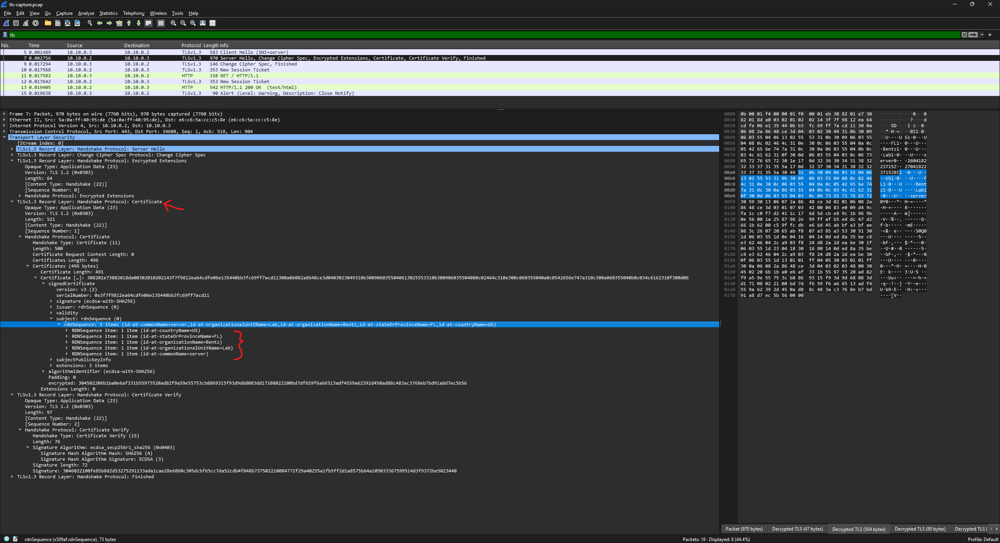 tls-capture.pcap
File Edit View Go Capture Analyze Statistics Telephony Wireless Tools Help
tls
No. Time Source Destination Protocol Length Info
5 0.001489 10.10.0.3 10.10.0.2 TLSv1.3 583 Client Hello (SNI=server)
7 0.002756 10.10.0.2 10.10.0.3 TLSv1.3 970 Server Hello, Change Cipher Spec, Encrypted Extensions, Certificate, Certificate Verify, Finished
9 0.017294 10.10.0.3 10.10.0.2 TLSv1.3 146 Change Cipher Spec, Finished
10 0.017568 10.10.0.2 10.10.0.3 TLSv1.3 353 New Session Ticket
11 0.017582 10.10.0.3 10.10.0.2 HTTP 158 GET / HTTP/1.1
12 0.017642 10.10.0.2 10.10.0.3 TLSv1.3 353 New Session Ticket
13 0.019405 10.10.0.2 10.10.0.3 HTTP 542 HTTP/1.1 200 OK  (text/html)
15 0.019638 10.10.0.3 10.10.0.2 TLSv1.3 90 Alert (Level: Warning, Description: Close Notify)
Frame 7: Packet, 970 bytes on wire (7760 bits), 970 bytes captured (7760 bits)
Ethernet II, Src: 5a:0a:ff:40:95:de (5a:0a:ff:40:95:de), Dst: e6:c6:5a:cc:c5:8e (e6:c6:5a:cc:c5:8e)
Internet Protocol Version 4, Src: 10.10.0.2, Dst: 10.10.0.3
Transmission Control Protocol, Src Port: 443, Dst Port: 34608, Seq: 1, Ack: 518, Len: 904
Transport Layer Security
[Stream index: 0]
TLSv1.3 Record Layer: Handshake Protocol: Server Hello
TLSv1.3 Record Layer: Change Cipher Spec Protocol: Change Cipher Spec
TLSv1.3 Record Layer: Handshake Protocol: Encrypted Extensions
Opaque Type: Application Data (23)
Version: TLS 1.2 (0x0303)
Length: 64
[Content Type: Handshake (22)]
[Sequence Number: 0]
Handshake Protocol: Encrypted Extensions
TLSv1.3 Record Layer: Handshake Protocol: Certificate
Opaque Type: Application Data (23)
Version: TLS 1.2 (0x0303)
Length: 521
[Content Type: Handshake (22)]
[Sequence Number: 1]
Handshake Protocol: Certificate
Handshake Type: Certificate (11)
Length: 500
Certificate Request Context Length: 0
Certificates Length: 496
Certificates (496 bytes)
Certificate Length: 491
Certificate […]: 308201e73082018da00302010202143f7f9812ea64cdfe06e135440bb3fc69ff7acd11300a06082a8648ce3d0403023049310b3009060355040613025553310b300906035504080c02464c310e300c060355040a0c0542656e747a310c300a060355040b0c034c6162310f300d06
signedCertificate
version: v3 (2)
serialNumber: 0x3f7f9812ea64cdfe06e135440bb3fc69ff7acd11
signature (ecdsa-with-SHA256)
issuer: rdnSequence (0)
validity
subject: rdnSequence (0)
rdnSequence: 5 items (id-at-commonName=server,id-at-organizationalUnitName=Lab,id-at-organizationName=Bentz,id-at-stateOrProvinceName=FL,id-at-countryName=US)
RDNSequence item: 1 item (id-at-countryName=US)
RDNSequence item: 1 item (id-at-stateOrProvinceName=FL)
RDNSequence item: 1 item (id-at-organizationName=Bentz)
RDNSequence item: 1 item (id-at-organizationalUnitName=Lab)
RDNSequence item: 1 item (id-at-commonName=server)
subjectPublicKeyInfo
extensions: 3 items
algorithmIdentifier (ecdsa-with-SHA256)
Padding: 0
encrypted: 304502206b1ba0e6af331b55973520ad82f9a59e55753cb8869315f93d9d68083dd17108022100bd7df659f6a66513adf4559a62392d450ad88c483ac3768eb7bd91a8d7ec5b56
Extensions Length: 0
TLSv1.3 Record Layer: Handshake Protocol: Certificate Verify
Opaque Type: Application Data (23)
Version: TLS 1.2 (0x0303)
Length: 97
[Content Type: Handshake (22)]
[Sequence Number: 2]
Handshake Protocol: Certificate Verify
Handshake Type: Certificate Verify (15)
Length: 76
Signature Algorithm: ecdsa_secp256r1_sha256 (0x0403)
Signature Hash Algorithm Hash: SHA256 (4)
Signature Hash Algorithm Signature: ECDSA (3)
Signature length: 72
Signature: 3046022100fe85b8d2d53275291133ada1cae28e6860c305dcbf65cc7da52cdb4f848b737502210084772f29a40255a1fb5ff2d1a8575b64a105033367599514d3f9372be5023440
TLSv1.3 Record Layer: Handshake Protocol: Finished
0000 0b 00 01 f4 00 00 01 f0 00 01 eb 30 82 01 e7 30
0010 82 01 8d a0 03 02 01 02 02 14 3f 7f 98 12 ea 64
0020 cd fe 06 e1 35 44 0b b3 fc 69 ff 7a cd 11 30 0a
0030 06 08 2a 86 48 ce 3d 04 03 02 30 49 31 0b 30 09
0040 06 03 55 04 06 13 02 55 53 31 0b 30 09 06 03 55
0050 04 08 0c 02 46 4c 31 0e 30 0c 06 03 55 04 0a 0c
0060 05 42 65 6e 74 7a 31 0c 30 0a 06 03 55 04 0b 0c
0070 03 4c 61 62 31 0f 30 0d 06 03 55 04 03 0c 06 73
0080 65 72 76 65 72 30 1e 17 0d 32 36 30 34 31 38 32
0090 32 33 37 31 35 5a 17 0d 32 37 30 34 31 38 32 32
00a0 33 37 31 35 5a 30 49 31 0b 30 09 06 03 55 04 06
00b0 13 02 55 53 31 0b 30 09 06 03 55 04 08 0c 02 46
00c0 4c 31 0e 30 0c 06 03 55 04 0a 0c 05 42 65 6e 74
00d0 7a 31 0c 30 0a 06 03 55 04 0b 0c 03 4c 61 62 31
00e0 0f 30 0d 06 03 55 04 03 0c 06 73 65 72 76 65 72
00f0 30 59 30 13 06 07 2a 86 48 ce 3d 02 01 06 08 2a
0100 86 48 ce 3d 03 01 07 03 42 00 04 83 e0 09 d4 9c
0110 fa 1c c0 f7 d2 41 1c 17 6d 5d cb e8 9c 1b 96 9b
0120 0e 56 00 1a 25 87 96 2e 99 ff af b5 ed dc 47 d2
0130 66 1b 62 00 c5 9f fc db e6 6d 45 ab bf a3 bf ae
0140 86 3c 26 07 20 65 ab f8 07 a3 85 a3 53 30 51 30
0150 1d 06 03 55 1d 0e 04 16 04 14 0d ed 8a 35 be c8
0160 e3 62 46 04 2c a9 03 f8 24 d8 2a 2d ea be 30 1f
0170 06 03 55 1d 23 04 18 30 16 80 14 0d ed 8a 35 be
0180 c8 e3 62 46 04 2c a9 03 f8 24 d8 2a 2d ea be 30
0190 0f 06 03 55 1d 13 01 01 ff 04 05 30 03 01 01 ff
01a0 30 0a 06 08 2a 86 48 ce 3d 04 03 02 03 48 00 30
01b0 45 02 20 6b 1b a0 e6 af 33 1b 55 97 35 20 ad 82
01c0 f9 a5 9e 55 75 3c b8 86 93 15 f9 3d 9d 68 08 3d
01d0 d1 71 08 02 21 00 bd 7d f6 59 f6 a6 65 13 ad f4
01e0 55 9a 62 39 2d 45 0a d8 8c 48 3a c3 76 8e b7 bd
01f0 91 a8 d7 ec 5b 56 00 00
Packet (970 bytes) Decrypted TLS (47 bytes) Decrypted TLS (504 bytes) Decrypted TLS (80 bytes) Decrypted TLS (
rdnSequence (x509af.rdnSequence), 73 bytes
Packets: 18 · Displayed: 8 (44.4%)
Profile: Default